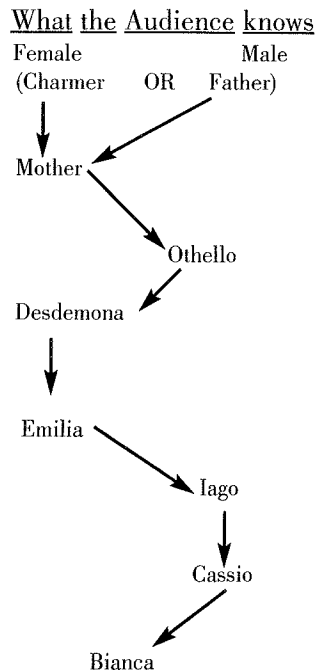 What the Audience knows
Female Male
(Charmer OR Father)
Mother
Othello
Desdemona
Emilia
Iago
Cassio
Bianca